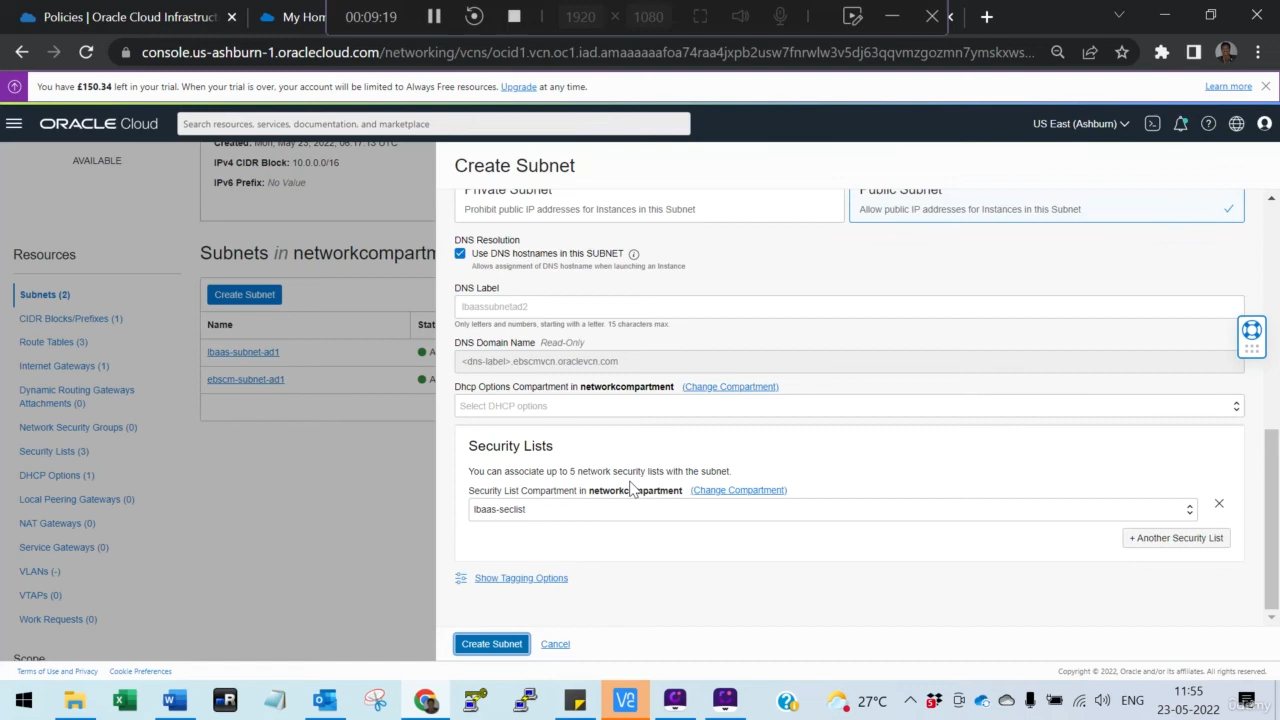 Policies | Oracle Cloud Infrastruct
My Hon
00:09:19
1920 × 1080
console.us-ashburn-1.oraclecloud.com/networking/vcns/ocid1.vcn.oc1.iad.amaaaaaafoa74raa4jxpb2usw7fnrwlw3v5dj63qqvmzgozmn7ymskxws...
You have £150.34 left in your trial. When your trial is over, your account will be limited to Always Free resources. Upgrade at any time.
Learn more
ORACLE Cloud
Search resources, services, documentation, and marketplace
US East (Ashburn)
AVAILABLE
Created: Mon, May 23, 2022, 06:17:13 UTC
IPv4 CIDR Block: 10.0.0.0/16
IPv6 Prefix: No Value
Resources
Subnets (2)
CIDR Blocks/Prefixes (1)
Route Tables (3)
Internet Gateways (1)
Dynamic Routing Gateways
Attachments (0)
Network Security Groups (0)
Security Lists (3)
DHCP Options (1)
Local Peering Gateways (0)
NAT Gateways (0)
Service Gateways (0)
VLANs (-)
VTAPs (0)
Work Requests (0)
Scope
Subnets in networkcompartm
Create Subnet
Name
Stat
lbaas-subnet-ad1
A
ebscm-subnet-ad1
A
Create Subnet
Private Subnet
Prohibit public IP addresses for Instances in this Subnet
Public Subnet
Allow public IP addresses for Instances in this Subnet
DNS Resolution
Use DNS hostnames in this SUBNET
Allows assignment of DNS hostname when launching an Instance
DNS Label
lbaassubnetad2
Only letters and numbers, starting with a letter. 15 characters max.
DNS Domain Name Read-Only
<dns-label>.ebscmvcn.oraclevcn.com
Dhcp Options Compartment in networkcompartment (Change Compartment)
Select DHCP options
Security Lists
You can associate up to 5 network security lists with the subnet.
Security List Compartment in networkcompartment (Change Compartment)
lbaas-seclist
+ Another Security List
Show Tagging Options
Create Subnet
Cancel
Terms of Use and Privacy
Cookie Preferences
Copyright © 2022, Oracle and/or its affiliates. All rights reserved.
27°C
ENG
11:55
23-05-2022
udemy